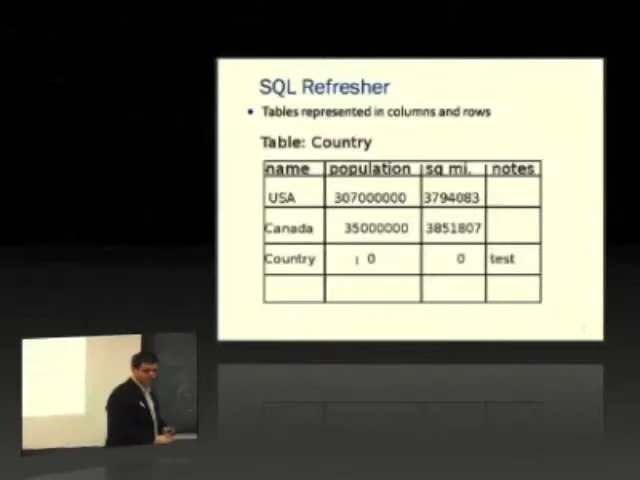 SQL Refresher
• Tables represented in columns and rows
Table: Country
name population sq mi. notes
USA 307000000 3794083
Canada 35000000 3851807
Country 0 0 test